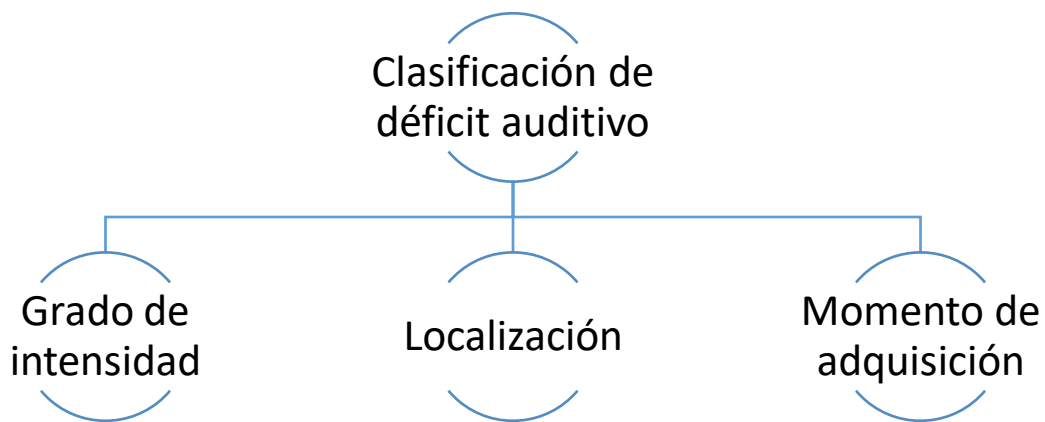 Clasificación de
déficit auditivo
Grado de
intensidad
Localización
Momento de
adquisición